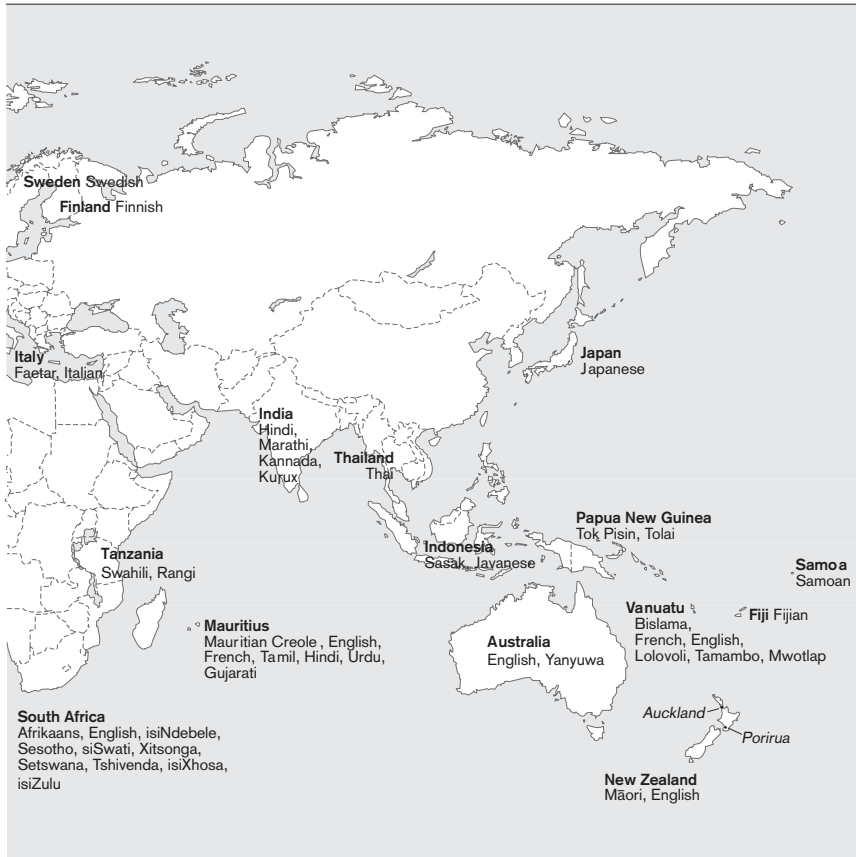 Sweden Swedish
Finland Finnish
Italy
Faetar, Italian
Japan
Japanese
India
Hindi,
Marathi,
Kannada,
Kurux
Thailand
Thai
Papua New Guinea
Tok Pisin, Tolai
Indonesia
Sasak, Javanese
Tanzania
Swahili, Rangi
Samoa
Samoan
Mauritius
Mauritian Creole, English,
French, Tamil, Hindi, Urdu,
Gujarati
Vanuatu
Bislama,
French, English,
Lolovoli, Tamambo, Mwotlap
Fiji Fijian
Australia
English, Yanyuwa
South Africa
Afrikaans, English, isiNdebele,
Sesotho, siSwati, Xitsonga,
Setswana, Tshivenda, isiXhosa,
isiZulu
Auckland
Porirua
New Zealand
Māori, English